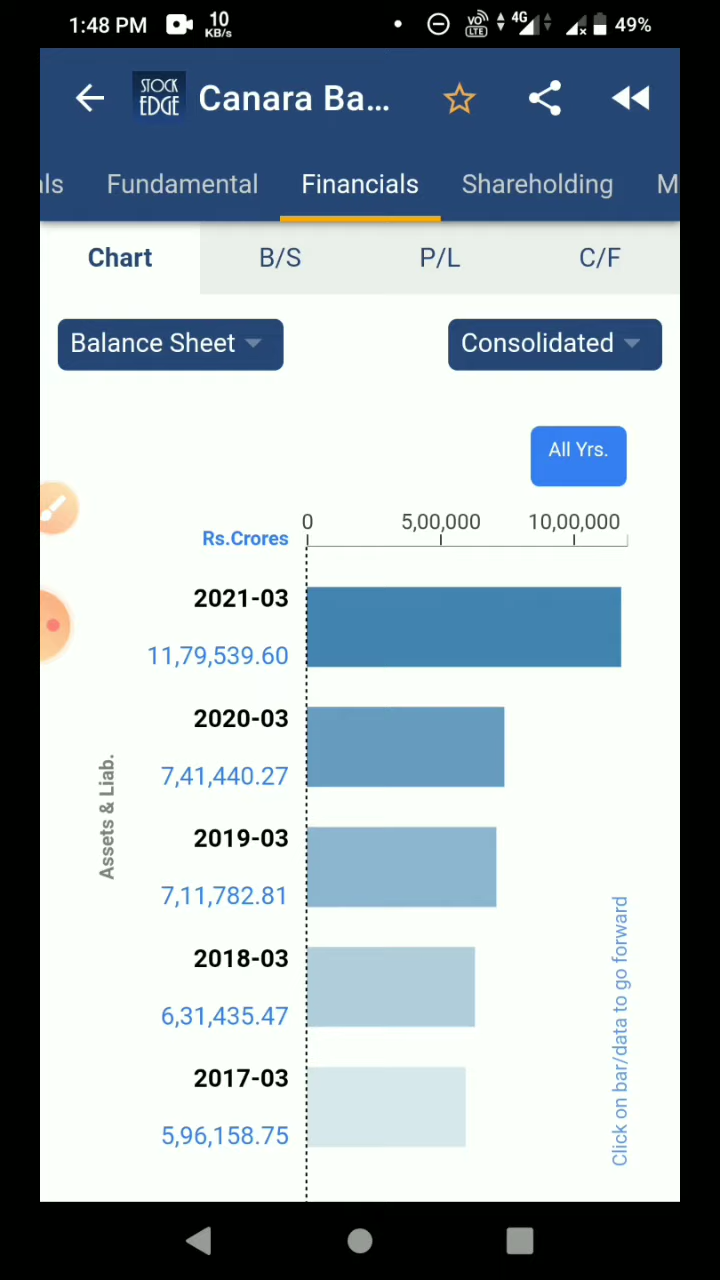 1:48 PM 10 KB/s VO LTE 4G 49%
STOCK EDGE Canara Ba...
als Fundamental Financials Shareholding M
Chart B/S P/L C/F
Balance Sheet Consolidated
All Yrs.
Rs.Crores 0 5,00,000 10,00,000
2021-03
11,79,539.60
2020-03
7,41,440.27
2019-03
7,11,782.81
2018-03
6,31,435.47
2017-03
5,96,158.75
Assets & Liab.
Click on bar/data to go forward